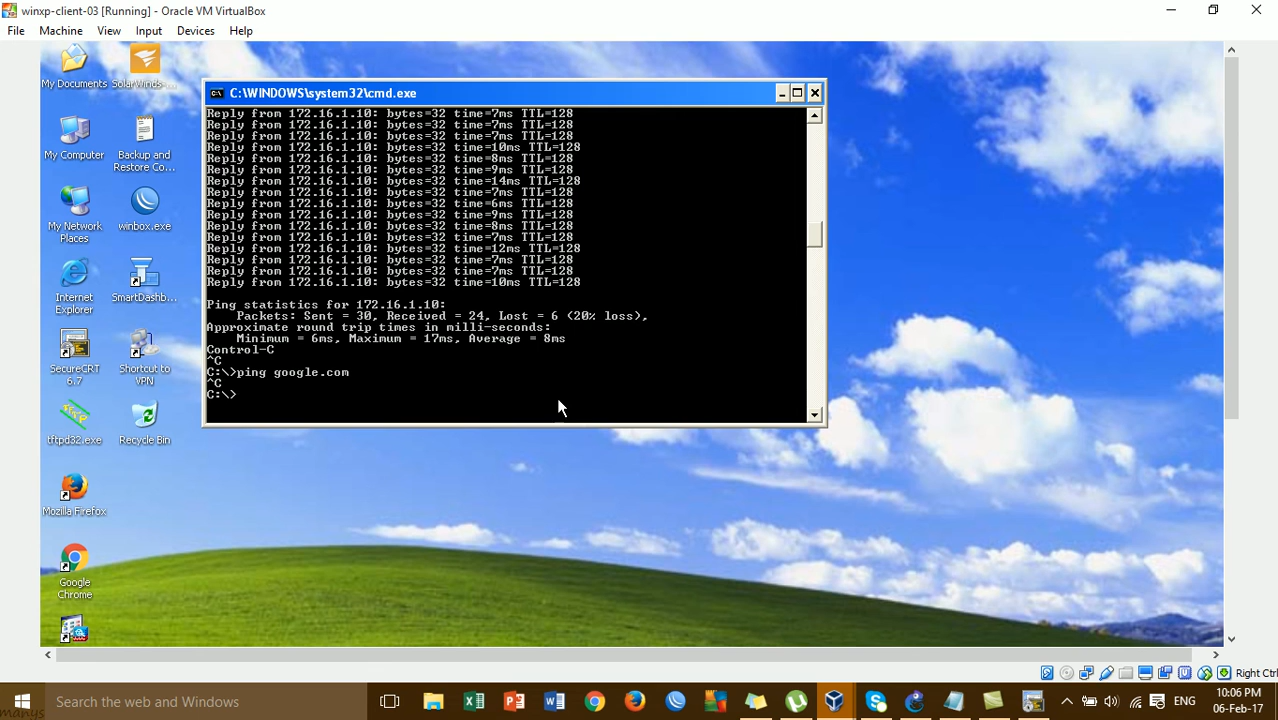 winxp-client-03 [Running] - Oracle VM VirtualBox
File Machine View Input Devices Help
My Documents
SolarWinds-...
My Computer
Backup and
Restore Co...
My Network
Places
winbox.exe
Internet
Explorer
SmartDashb...
SecureCRT
6.7
Shortcut to
VPN
tftpd32.exe
Recycle Bin
Mozilla Firefox
Google
Chrome
C:\WINDOWS\system32\cmd.exe
Reply from 172.16.1.10: bytes=32 time=7ms TTL=128
Reply from 172.16.1.10: bytes=32 time=7ms TTL=128
Reply from 172.16.1.10: bytes=32 time=7ms TTL=128
Reply from 172.16.1.10: bytes=32 time=10ms TTL=128
Reply from 172.16.1.10: bytes=32 time=8ms TTL=128
Reply from 172.16.1.10: bytes=32 time=9ms TTL=128
Reply from 172.16.1.10: bytes=32 time=14ms TTL=128
Reply from 172.16.1.10: bytes=32 time=7ms TTL=128
Reply from 172.16.1.10: bytes=32 time=6ms TTL=128
Reply from 172.16.1.10: bytes=32 time=9ms TTL=128
Reply from 172.16.1.10: bytes=32 time=8ms TTL=128
Reply from 172.16.1.10: bytes=32 time=7ms TTL=128
Reply from 172.16.1.10: bytes=32 time=12ms TTL=128
Reply from 172.16.1.10: bytes=32 time=7ms TTL=128
Reply from 172.16.1.10: bytes=32 time=7ms TTL=128
Reply from 172.16.1.10: bytes=32 time=10ms TTL=128
Ping statistics for 172.16.1.10:
Packets: Sent = 30, Received = 24, Lost = 6 (20% loss),
Approximate round trip times in milli-seconds:
Minimum = 6ms, Maximum = 17ms, Average = 8ms
Control-C
^C
C:\>ping google.com
^C
C:\>
Right Ctrl
Search the web and Windows
ENG
10:06 PM
06-Feb-17